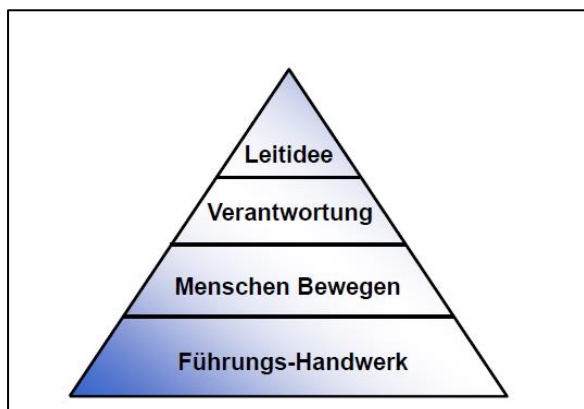 Leitidee
Verantwortung
Menschen Bewegen
Führungs-Handwerk